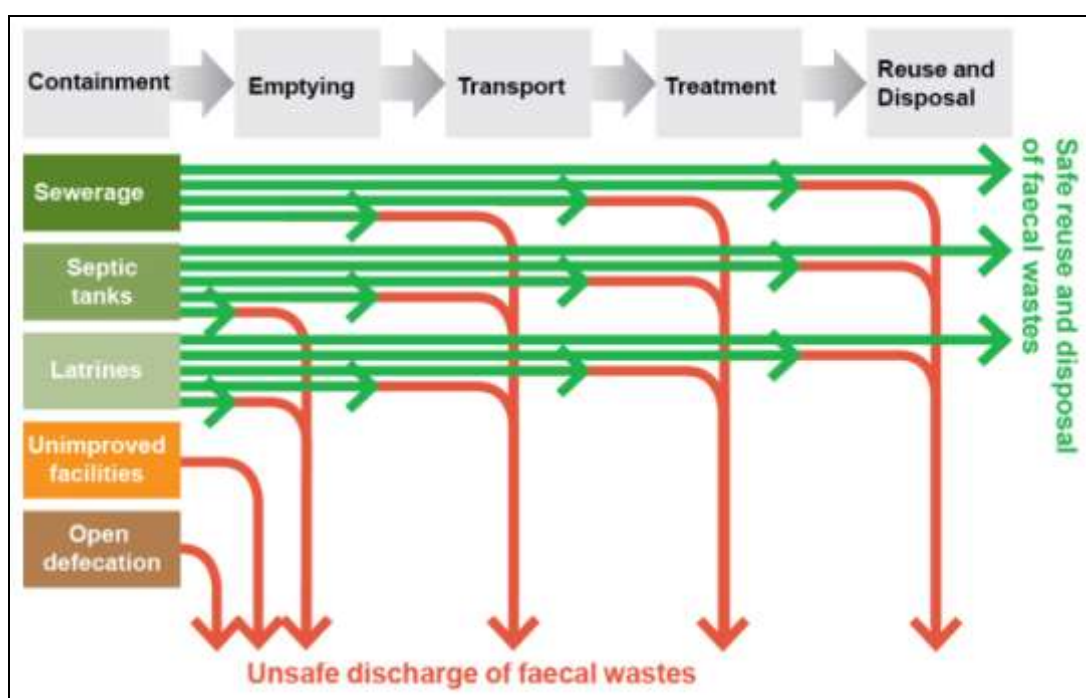 Containment
Emptying
Transport
Treatment
Reuse and
Disposal
Sewerage
Septic
tanks
Latrines
Unimproved
facilities
Open
defecation
Safe reuse and disposal
of faecal wastes
Unsafe discharge of faecal wastes